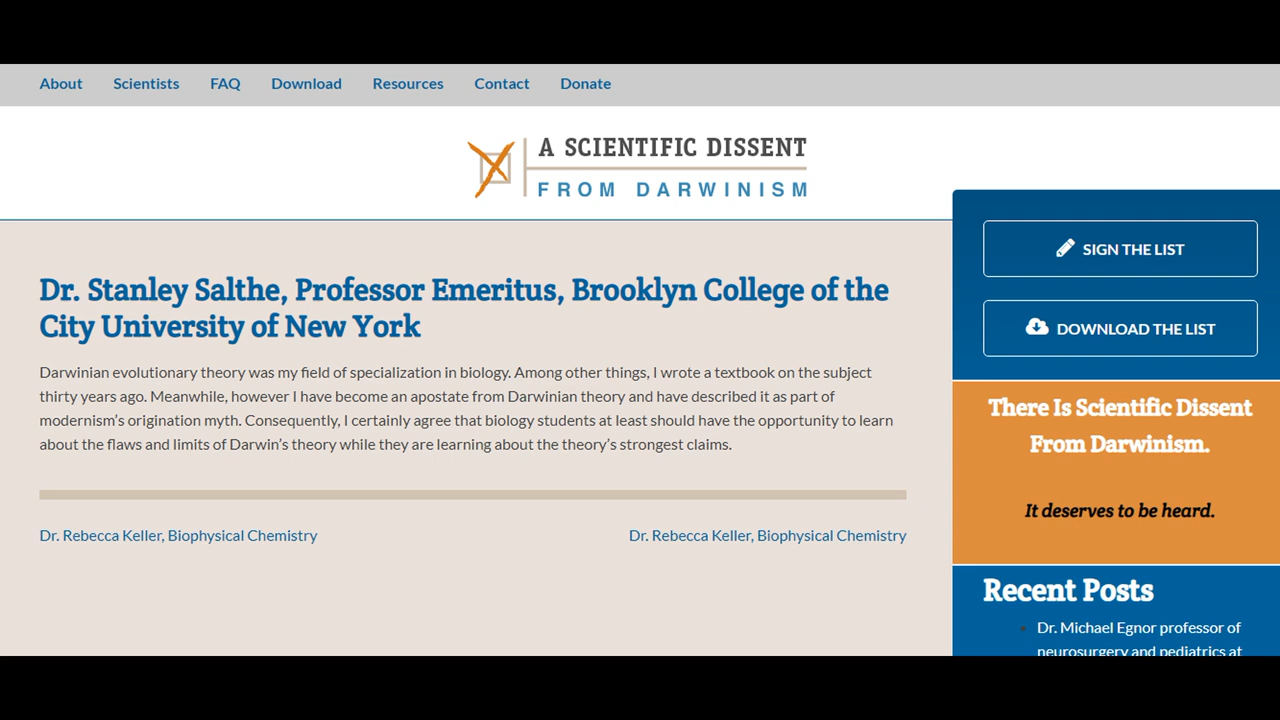 About Scientists FAQ Download Resources Contact Donate
A SCIENTIFIC DISSENT
FROM DARWINISM
SIGN THE LIST
DOWNLOAD THE LIST
Dr. Stanley Salthe, Professor Emeritus, Brooklyn College of the
City University of New York
Darwinian evolutionary theory was my field of specialization in biology. Among other things, I wrote a textbook on the subject
thirty years ago. Meanwhile, however I have become an apostate from Darwinian theory and have described it as part of
modernism’s origination myth. Consequently, I certainly agree that biology students at least should have the opportunity to learn
about the flaws and limits of Darwin’s theory while they are learning about the theory’s strongest claims.
Dr. Rebecca Keller, Biophysical Chemistry
Dr. Rebecca Keller, Biophysical Chemistry
There Is Scientific Dissent
From Darwinism.
It deserves to be heard.
Recent Posts
Dr. Michael Egnor professor of
neurosurgery and pediatrics at